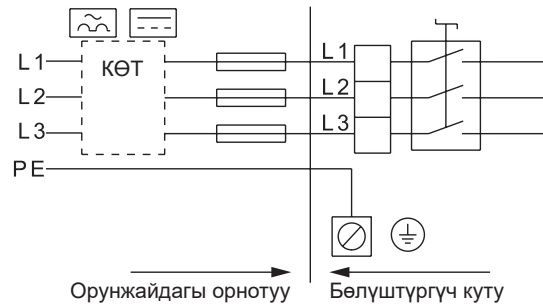 L1
L2
L3
PE
КӨТ
L1
L2
L3
Орунжайдагы орнотуу
Бөлүштүргүч куту